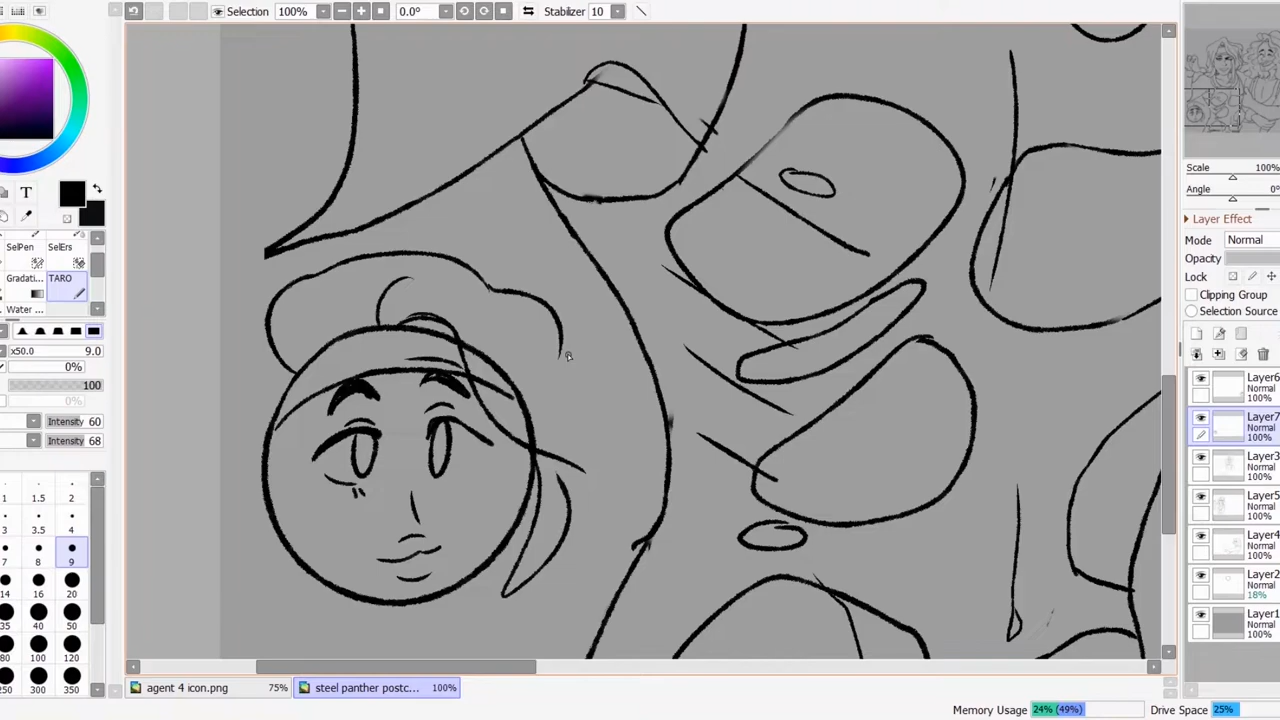 Selection 100% 0.0° Stabilizer 10
T
SelPen SelErs
Gradati... TARO
Water ...
x50.0 9.0
0%
100
0%
Intensity 60
Intensity 68
1 1.5 2
3 3.5 4
7 8 9
14 16 20
35 40 50
80 100 120
250 300 350
Scale 100%
Angle 0°
Layer Effect
Mode Normal
Opacity
Lock
Clipping Group
Selection Source
Layer6
Normal
100%
Layer7
Normal
100%
Layer3
Normal
100%
Layer5
Normal
100%
Layer4
Normal
100%
Layer2
Normal
18%
Layer1
Normal
100%
agent 4 icon.png 75% steel panther postc... 100%
Memory Usage 24% (49%) Drive Space 25%